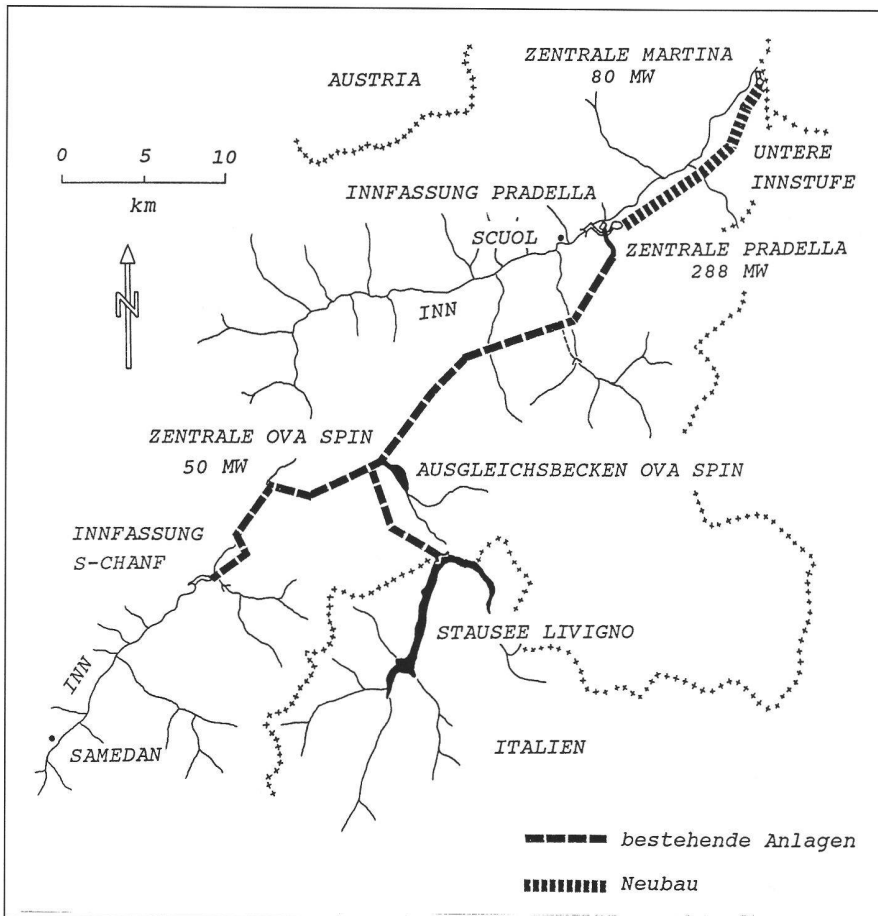 ZENTRALE MARTINA
80 MW
AUSTRIA
0 5 10
km
UNTERE
INNSTUFE
INNFASSUNG PRADELLA
SCUOL
ZENTRALE PRADELLA
288 MW
N
INN
ZENTRALE OVA SPIN
50 MW
AUSGLEICHSBECKEN OVA SPIN
INNFASSUNG
S-CHANF
STAUSEE LIVIGNO
INN
SAMEDAN
ITALIEN
bestehende Anlagen
Neubau